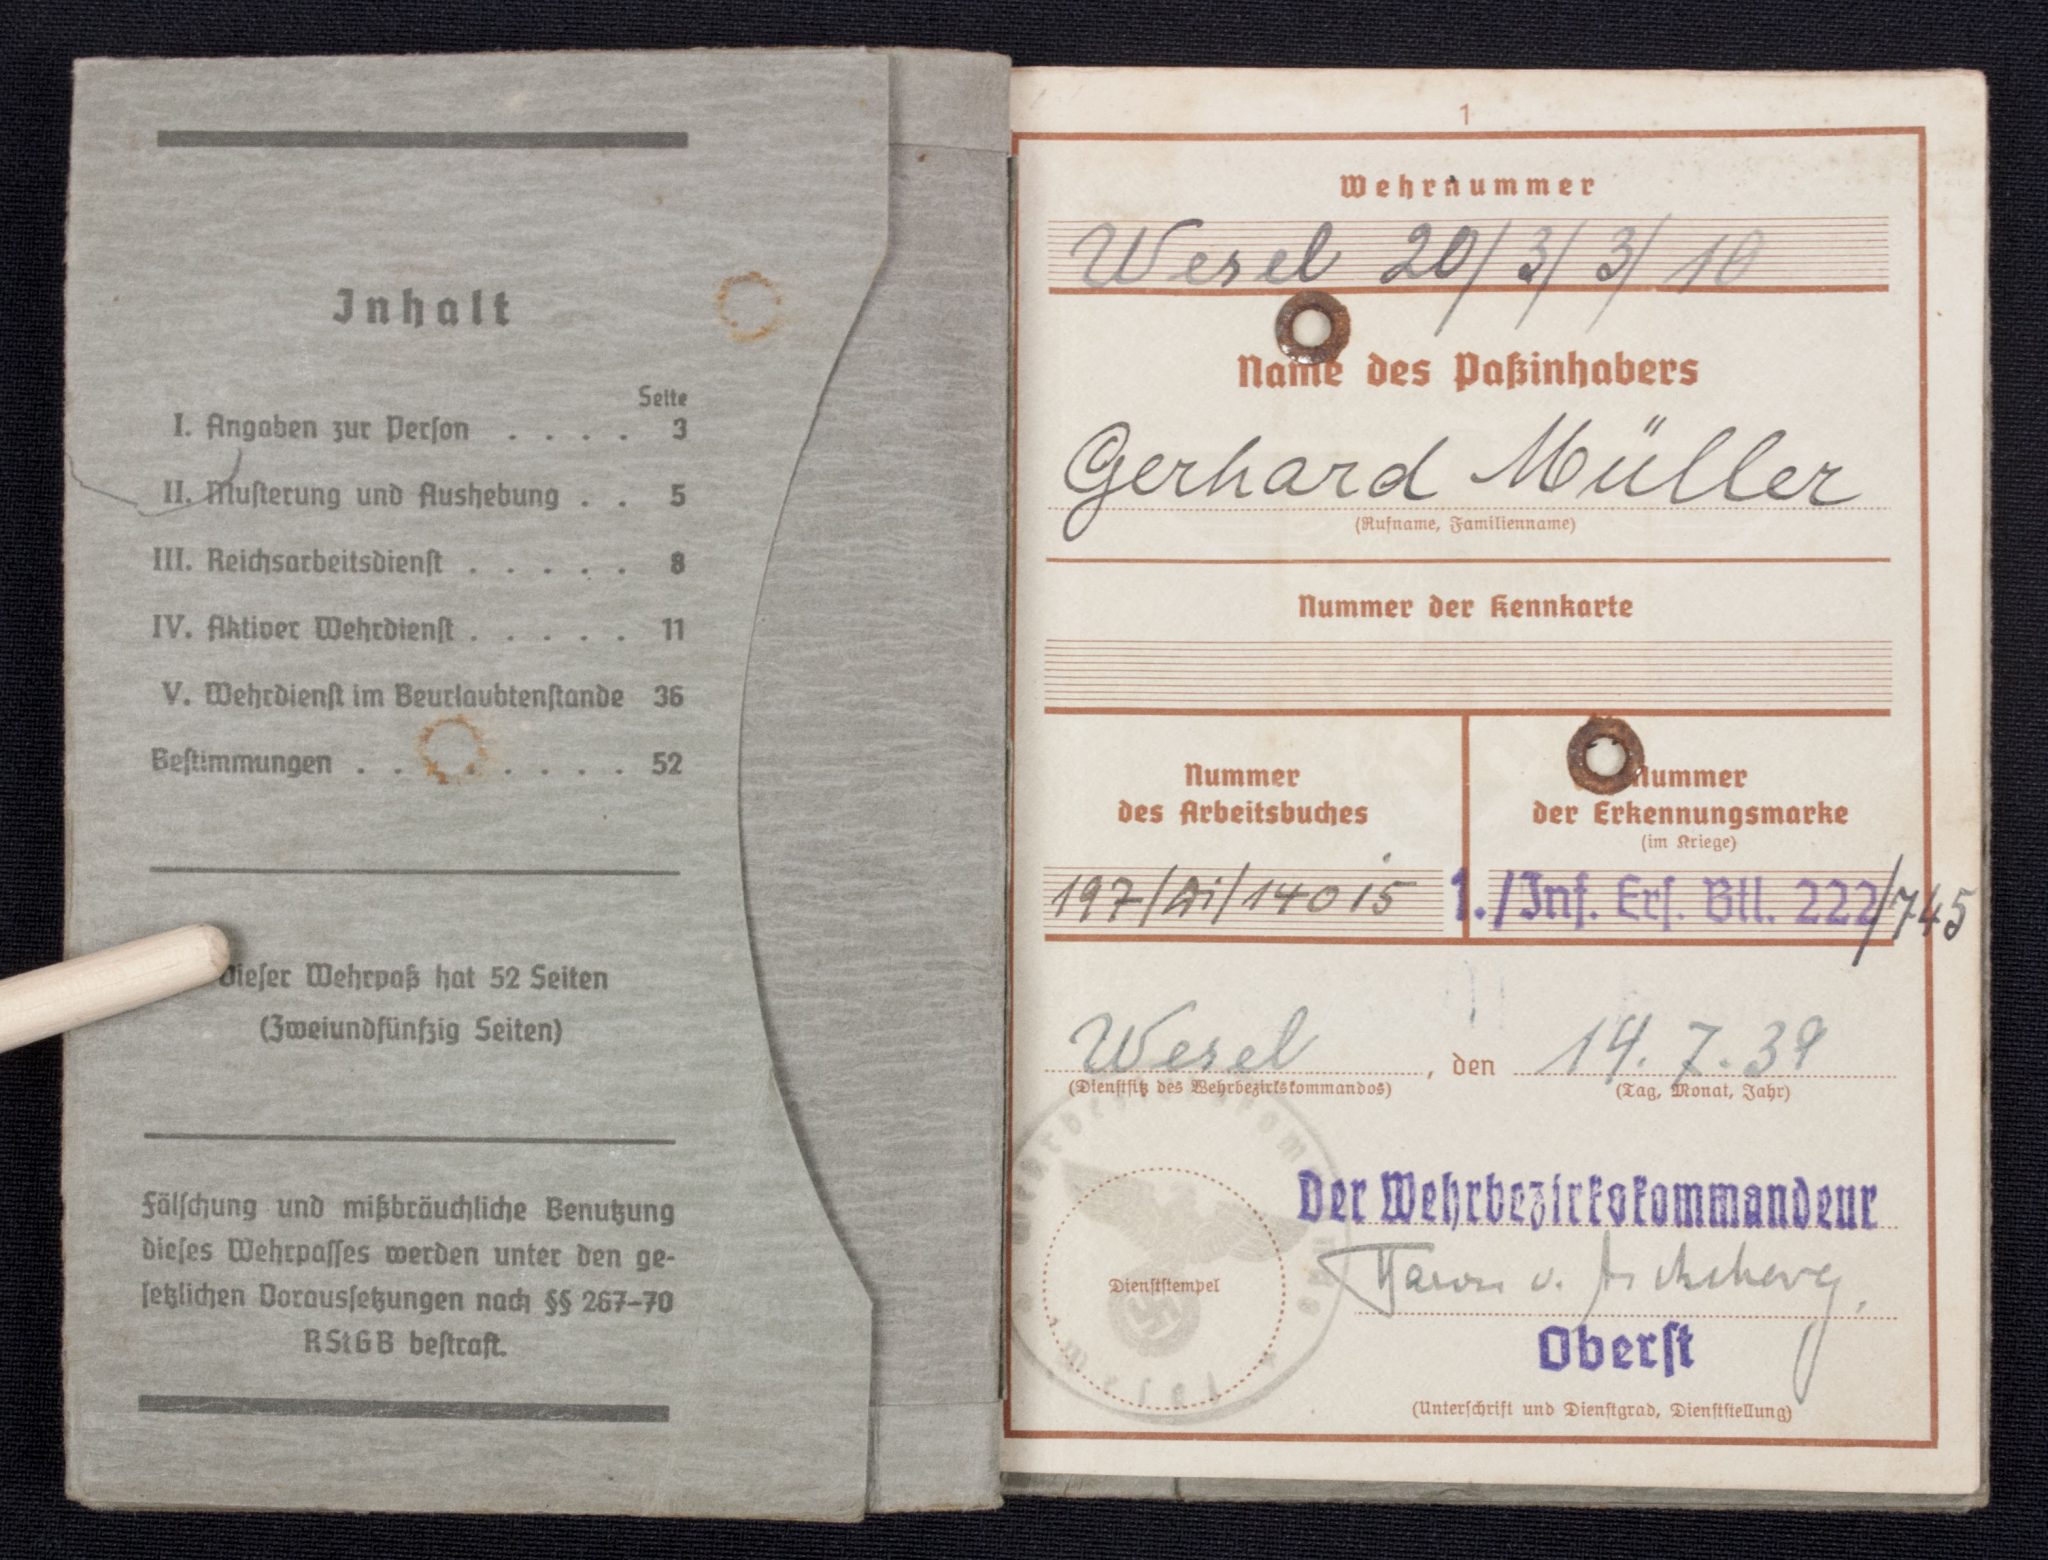 Inhalt
Seite
I. Angaben zur Person . . . . 3
II. Musterung und Aushebung . . 5
III. Reichsarbeitsdienst . . . . . 8
IV. Aktiver Wehrdienst . . . . . 11
V. Wehrdienst im Beurlaubtenstande 36
Bestimmungen . . . . . . . . 52
Dieser Wehrpaß hat 52 Seiten
(Zweiundfünfzig Seiten)
Fälschung und mißbräuchliche Benutzung
dieses Wehrpasses werden unter den ge-
setzlichen Voraussetzungen nach §§ 267–70
RStGB bestraft.
1
Wehrnummer
Wesel 20/3/3/10
Name des Paßinhabers
Gerhard Müller
(Rufname, Familienname)
Nummer der Kennkarte
Nummer
des Arbeitsbuches
197/Ai/14015
Nummer
der Erkennungsmarke
(im Kriege)
1./Inf. Ers. Btl. 222/745
Wesel, den 14.7.39
(Dienstsitz des Wehrbezirkskommandos) (Tag, Monat, Jahr)
Der Wehrbezirkskommandeur
Dienststempel
Wesel
Oberst
(Unterschrift und Dienstgrad, Dienststellung)